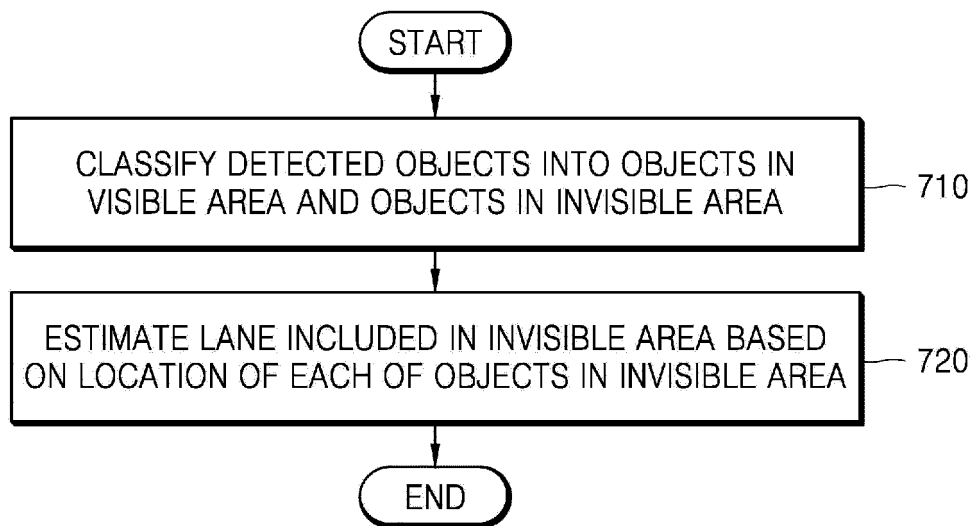 START
CLASSIFY DETECTED OBJECTS INTO OBJECTS IN
VISIBLE AREA AND OBJECTS IN INVISIBLE AREA
710
ESTIMATE LANE INCLUDED IN INVISIBLE AREA BASED
ON LOCATION OF EACH OF OBJECTS IN INVISIBLE AREA
720
END